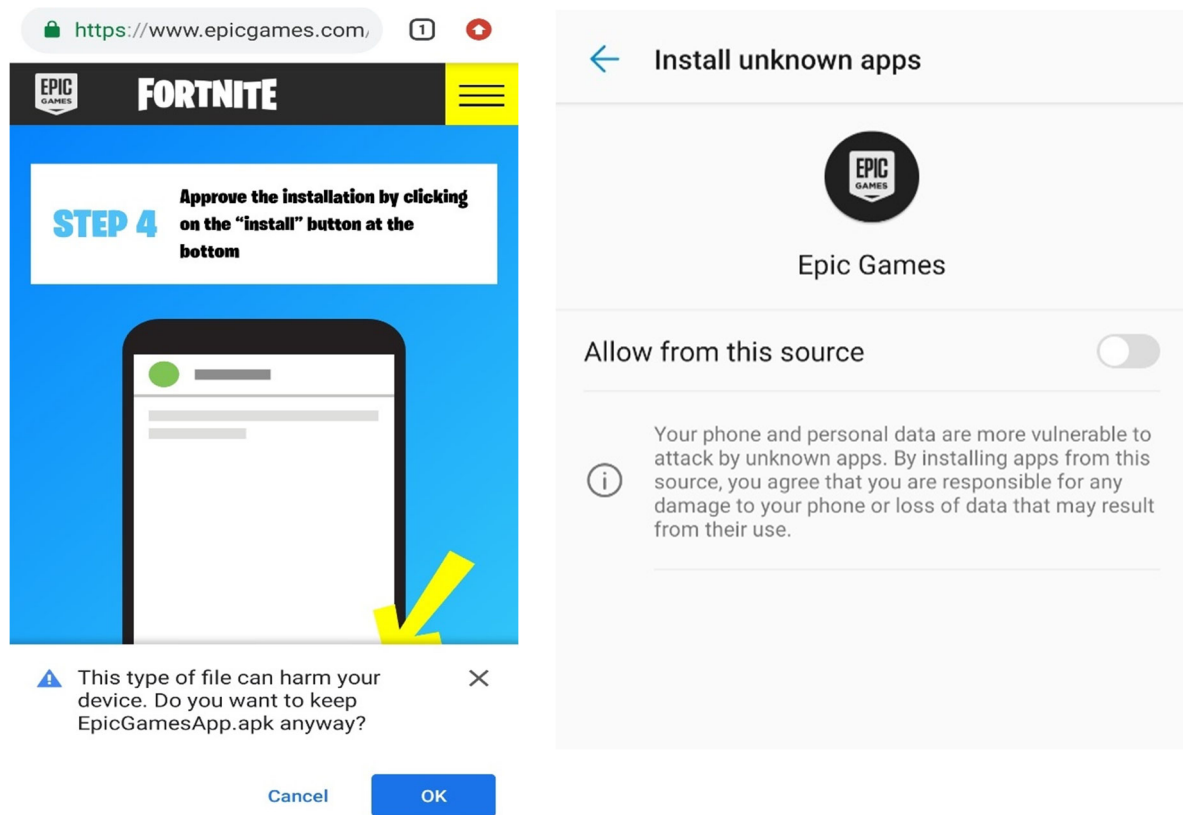 https://www.epicgames.com/
1
EPIC
GAMES
FORTNITE
STEP 4
Approve the installation by clicking
on the “install” button at the
bottom
This type of file can harm your
device. Do you want to keep
EpicGamesApp.apk anyway?
Cancel
OK
Install unknown apps
EPIC
GAMES
Epic Games
Allow from this source
Your phone and personal data are more vulnerable to
attack by unknown apps. By installing apps from this
source, you agree that you are responsible for any
damage to your phone or loss of data that may result
from their use.